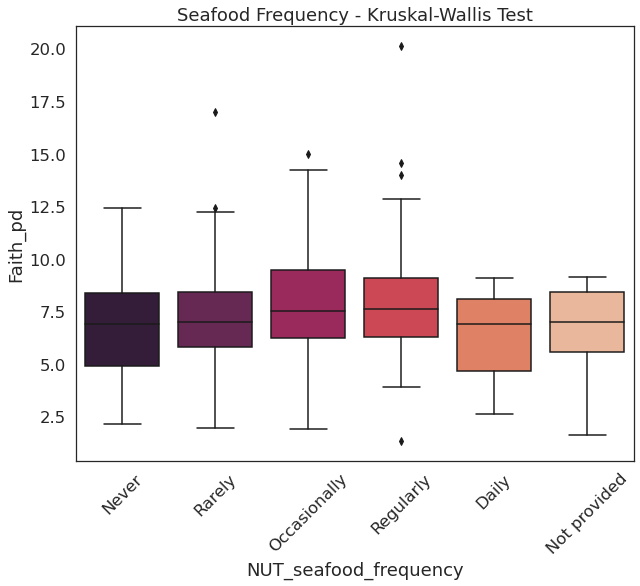 Seafood Frequency - Kruskal-Wallis Test
20.0
17.5
15.0
12.5
10.0
7.5
5.0
2.5
Faith_pd
Never
Rarely
Occasionally
Regularly
Daily
Not provided
NUT_seafood_frequency